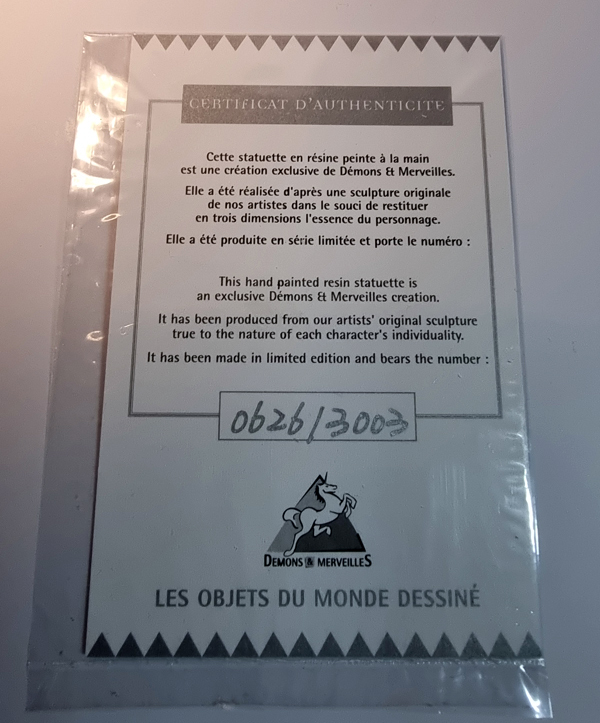 CERTIFICAT D'AUTHENTICITE
Cette statuette en résine peinte à la main
est une création exclusive de Démons & Merveilles.
Elle a été réalisée d'après une sculpture originale
de nos artistes dans le souci de restituer
en trois dimensions l'essence du personnage.
Elle a été produite en série limitée et porte le numéro :
This hand painted resin statuette is
an exclusive Démons & Merveilles creation.
It has been produced from our artists' original sculpture
true to the nature of each character's individuality.
It has been made in limited edition and bears the number :
0626/3003
DEMONS & MERVEILLES
LES OBJETS DU MONDE DESSINÉ